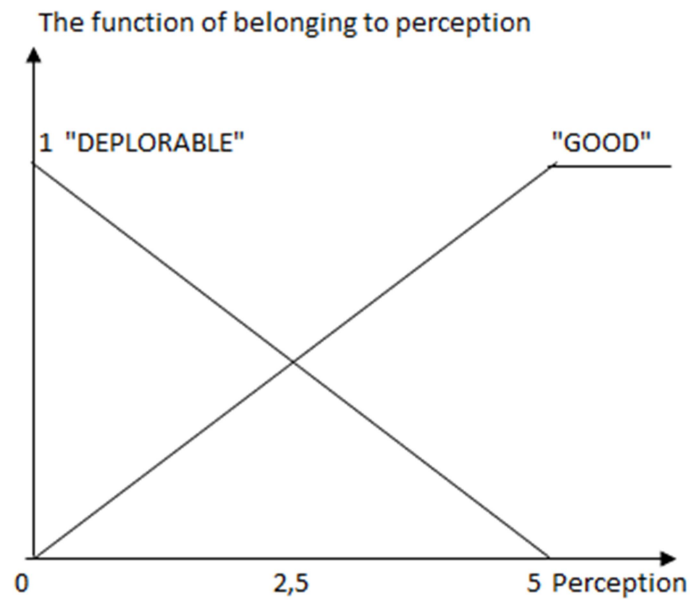 The function of belonging to perception
1 "DEPLORABLE" "GOOD"
0 2,5 5 Perception